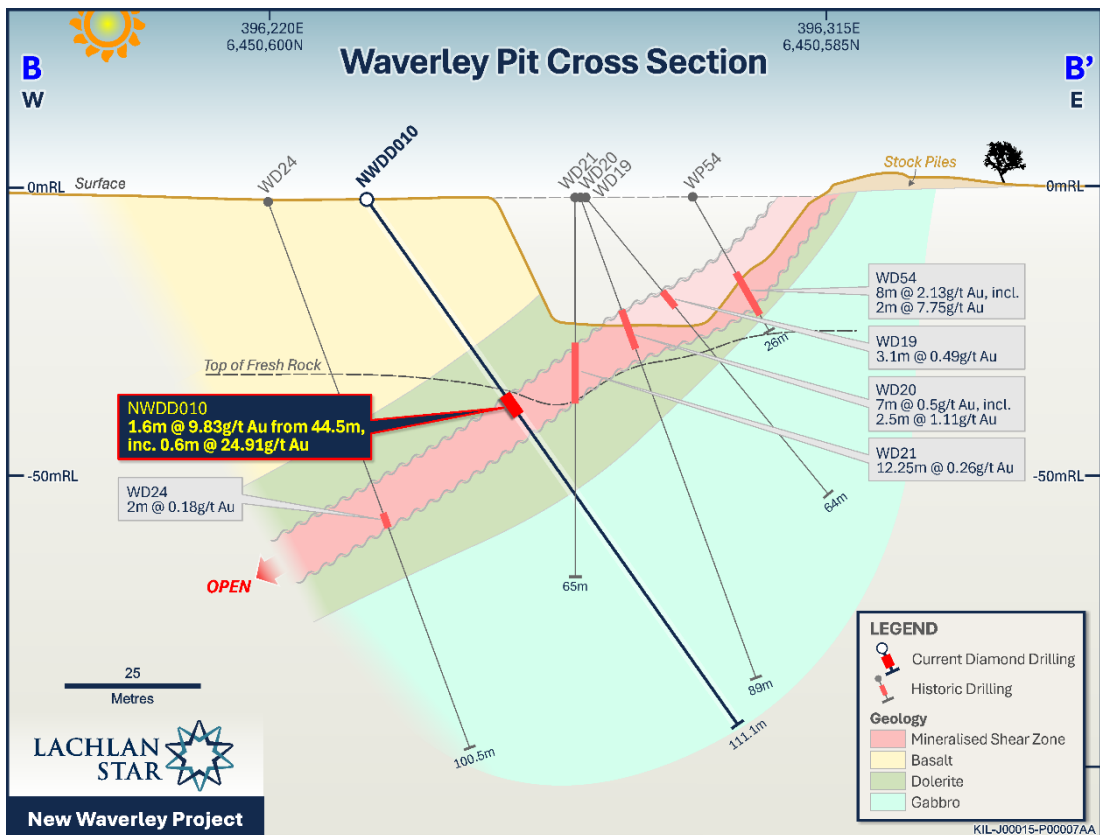 396,220E
6,450,600N
396,315E
6,450,585N
B
W
Waverley Pit Cross Section
B'
E
WD24
NWDD010
WD21
WD20
WD19
WP54
Stock Piles
0mRL
Surface
0mRL
WD54
8m @ 2.13g/t Au, incl.
2m @ 7.75g/t Au
26m
WD19
3.1m @ 0.49g/t Au
Top of Fresh Rock
WD20
7m @ 0.5g/t Au, incl.
2.5m @ 1.11g/t Au
NWDD010
1.6m @ 9.83g/t Au from 44.5m,
inc. 0.6m @ 24.91g/t Au
WD21
12.25m @ 0.26g/t Au
-50mRL
-50mRL
WD24
2m @ 0.18g/t Au
64m
OPEN
65m
89m
111.1m
100.5m
25
Metres
LACHLAN
STAR
New Waverley Project
LEGEND
Current Diamond Drilling
Historic Drilling
Geology
Mineralised Shear Zone
Basalt
Dolerite
Gabbro
KIL-J00015-P00007AA